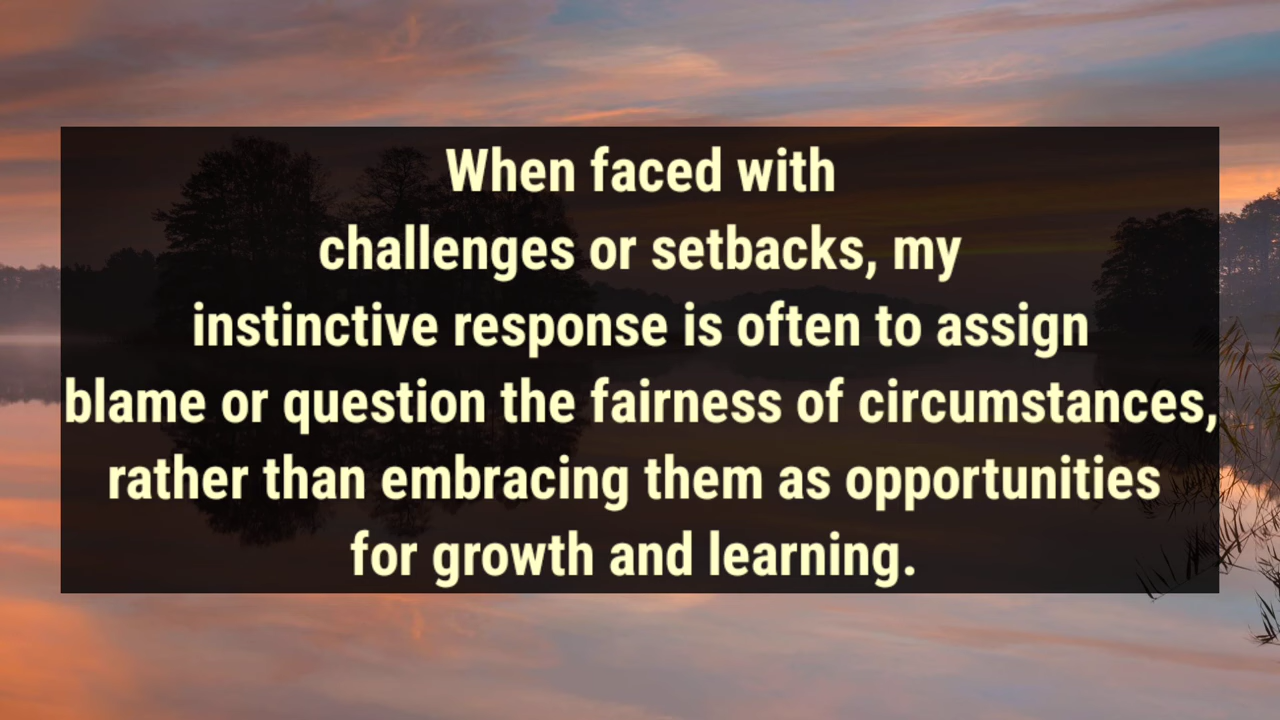 When faced with
challenges or setbacks, my
instinctive response is often to assign
blame or question the fairness of circumstances,
rather than embracing them as opportunities
for growth and learning.